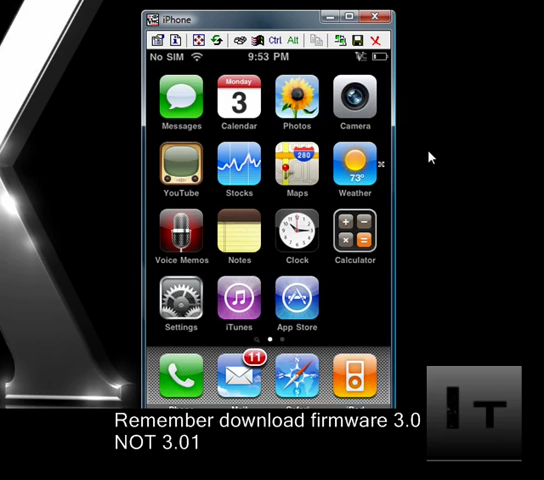 iPhone
Ctrl Alt
No SIM 9:53 PM
Monday
3
280
Messages Calendar Photos Camera
73°
YouTube Stocks Maps Weather
Voice Memos Notes Clock Calculator
Settings iTunes App Store
11
Remember download firmware 3.0
NOT 3.01
IT